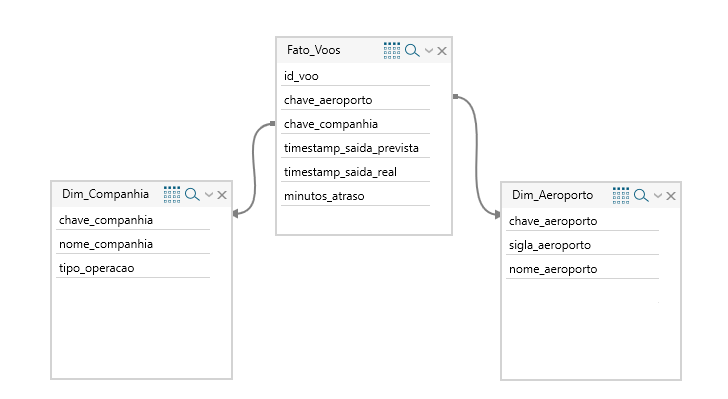 Fato_Voos
id_voo
chave_aeroporto
chave_companhia
timestamp_saida_prevista
timestamp_saida_real
minutos_atraso
Dim_Companhia
chave_companhia
nome_companhia
tipo_operacao
Dim_Aeroporto
chave_aeroporto
sigla_aeroporto
nome_aeroporto